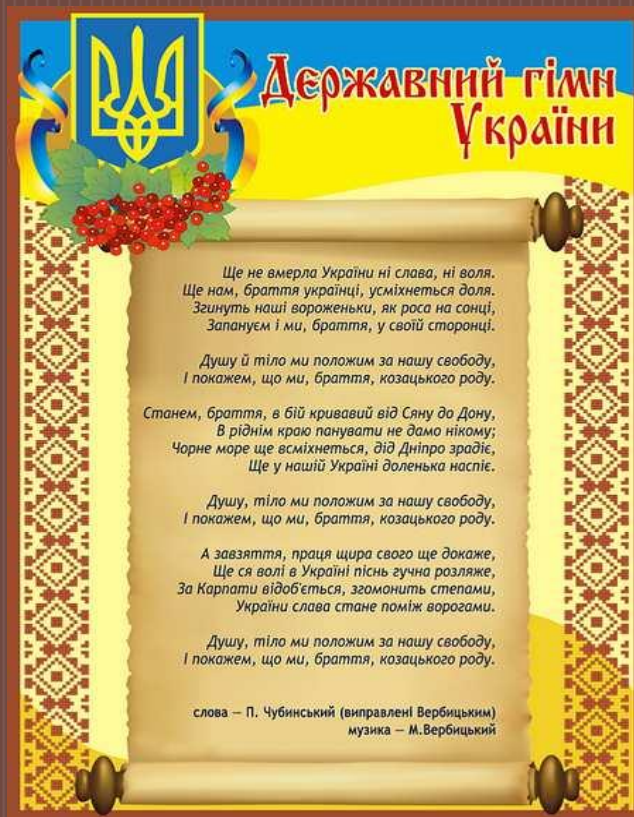 Державний гімн
України
Ще не вмерла України ні слава, ні воля.
Ще нам, браття українці, усміхнеться доля.
Згинуть наші вороженьки, як роса на сонці,
Запануєм і ми, браття, у своїй сторонці.
Душу й тіло ми положим за нашу свободу,
І покажем, що ми, браття, козацького роду.
Станем, браття, в бій кривавий від Сяну до Дону,
В ріднім краю панувати не дамо нікому;
Чорне море ще всміхнеться, дід Дніпро зрадіє,
Ще у нашій Україні доленька наспіє.
Душу, тіло ми положим за нашу свободу,
І покажем, що ми, браття, козацького роду.
А завзяття, праця щира свого ще докаже,
Ще ся волі в Україні піснь гучна розляже,
За Карпати відоб'ється, згомонить степами,
України слава стане поміж ворогами.
Душу, тіло ми положим за нашу свободу,
І покажем, що ми, браття, козацького роду.
слова – П. Чубинський (виправлені Вербицьким)
музика – М.Вербицький